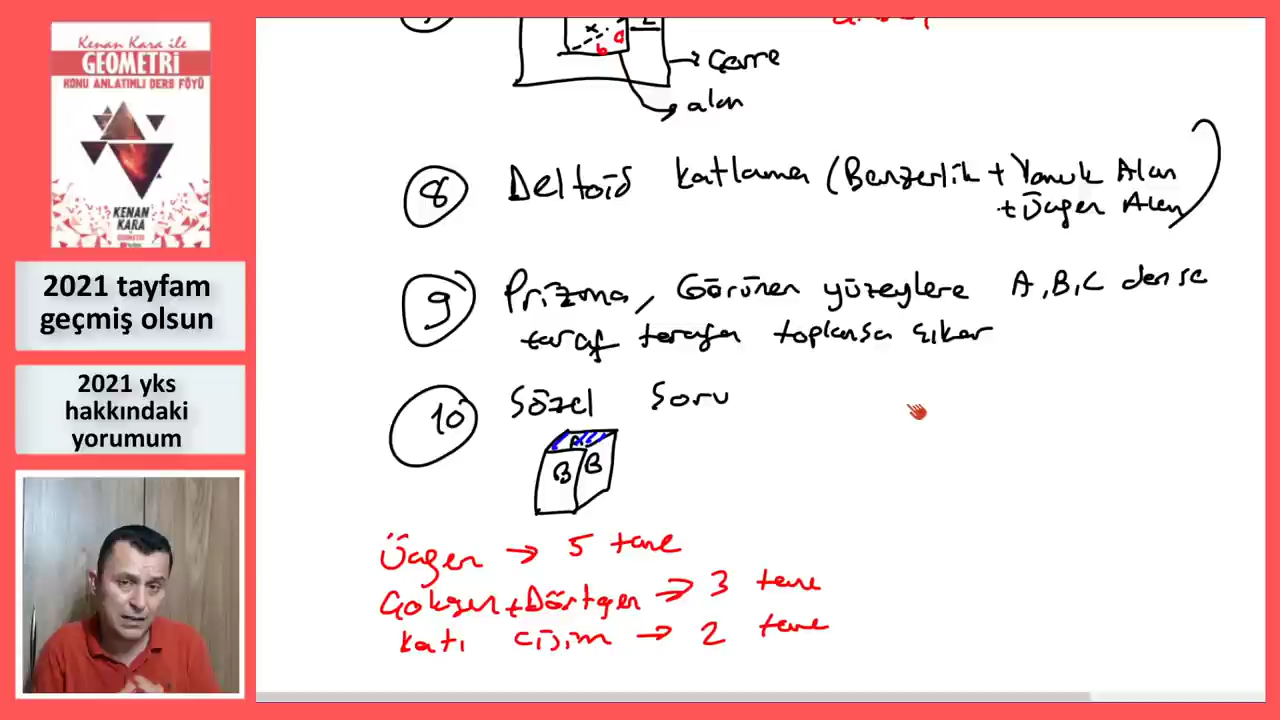 Kenan Kara ile
GEOMETRİ
KONU ANLATIMLI DERS FÖYÜ
KENAN
KARA
2021 tayfam
geçmiş olsun
2021 yks
hakkındaki
yorumum
x
a
b
Çevre
alan
8 Deltoid katlama (Benzerlik + Yamuk Alan
+ Üçgen Alan)
9 Prizma, Görünen yüzeylere A,B,C dense
taraf tarafa toplansa çıkar
10 Sözel Soru
A
B B
Üçgen → 5 tane
Çokgen+Dörtgen → 3 tane
Katı Cisim → 2 tane